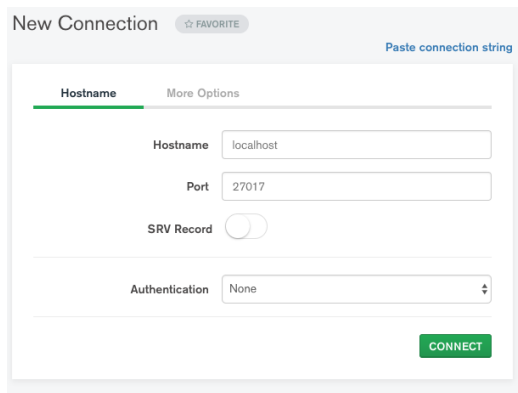 New Connection ☆ FAVORITE
Paste connection string
Hostname More Options
Hostname localhost
Port 27017
SRV Record
Authentication None
CONNECT